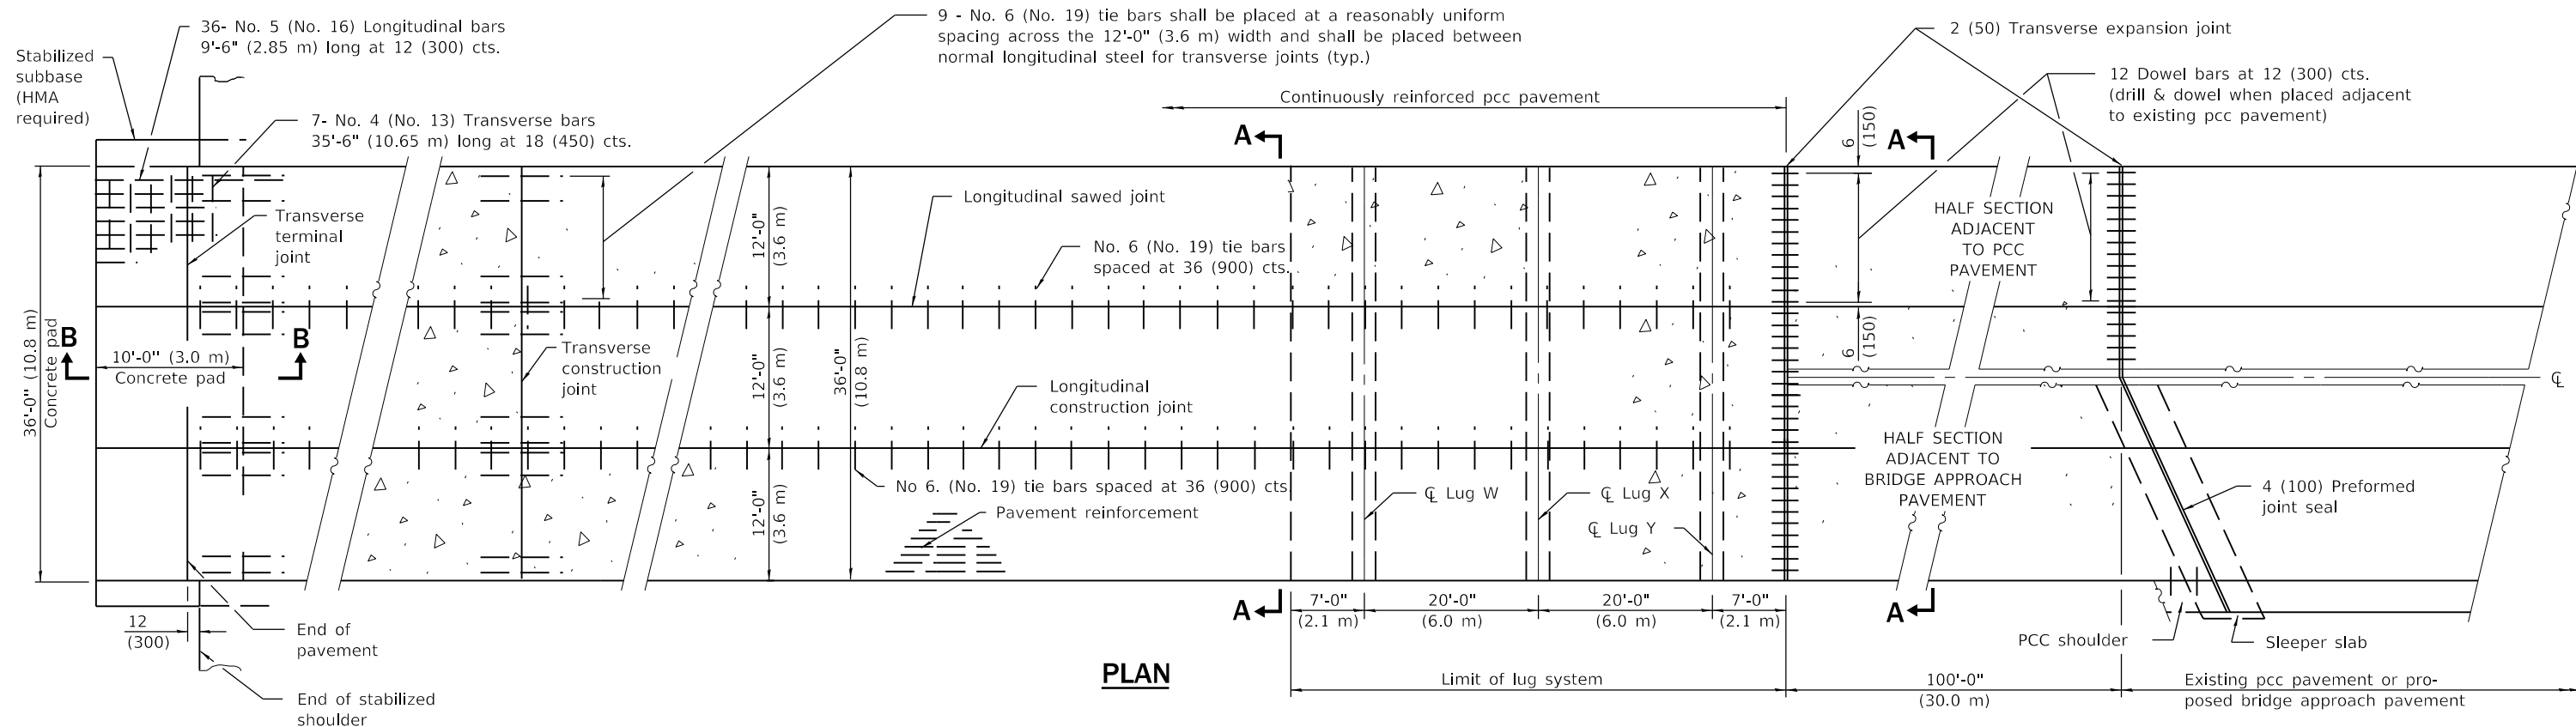 36- No. 5 (No. 16) Longitudinal bars
9'-6" (2.85 m) long at 12 (300) cts.
Stabilized
subbase
(HMA
required)
7- No. 4 (No. 13) Transverse bars
35'-6" (10.65 m) long at 18 (450) cts.
9 - No. 6 (No. 19) tie bars shall be placed at a reasonably uniform
spacing across the 12'-0" (3.6 m) width and shall be placed between
normal longitudinal steel for transverse joints (typ.)
2 (50) Transverse expansion joint
12 Dowel bars at 12 (300) cts.
(drill & dowel when placed adjacent
to existing pcc pavement)
Continuously reinforced pcc pavement
A
A
6
(150)
Transverse
terminal
joint
Longitudinal sawed joint
No. 6 (No. 19) tie bars
spaced at 36 (900) cts.
12'-0"
(3.6 m)
HALF SECTION
ADJACENT
TO PCC
PAVEMENT
36'-0" (10.8 m)
Concrete pad
B
B
10'-0" (3.0 m)
Concrete pad
Transverse
construction
joint
12'-0"
(3.6 m)
36'-0"
(10.8 m)
Longitudinal
construction joint
6
(150)
℄
HALF SECTION
ADJACENT TO
BRIDGE APPROACH
PAVEMENT
No 6. (No. 19) tie bars spaced at 36 (900) cts
Pavement reinforcement
12'-0"
(3.6 m)
℄ Lug W
℄ Lug X
℄ Lug Y
4 (100) Preformed
joint seal
A
A
7'-0"
(2.1 m)
20'-0"
(6.0 m)
20'-0"
(6.0 m)
7'-0"
(2.1 m)
12
(300)
End of
pavement
PCC shoulder
Sleeper slab
End of stabilized
shoulder
PLAN
Limit of lug system
100'-0"
(30.0 m)
Existing pcc pavement or pro-
posed bridge approach pavement